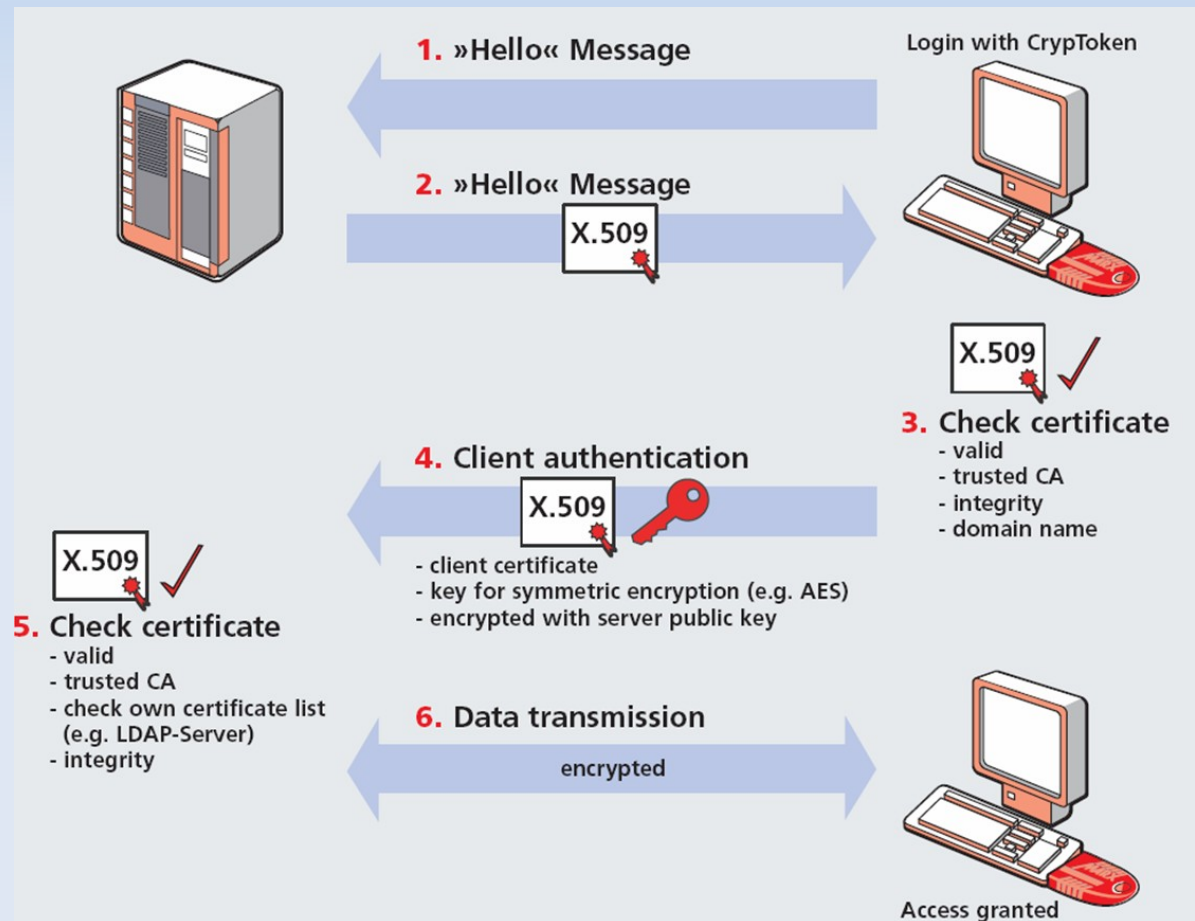 1. »Hello« Message
Login with CrypToken
2. »Hello« Message
X.509
X.509
3. Check certificate
- valid
- trusted CA
- integrity
- domain name
4. Client authentication
X.509
- client certificate
- key for symmetric encryption (e.g. AES)
- encrypted with server public key
X.509
5. Check certificate
- valid
- trusted CA
- check own certificate list
(e.g. LDAP-Server)
- integrity
6. Data transmission
encrypted
Access granted